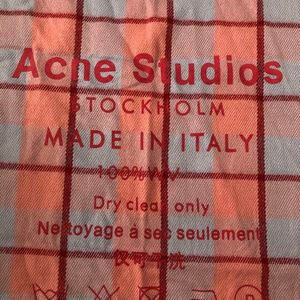 Acne Studios
STOCKHOLM
MADE IN ITALY
100% WV
Dry clean only
Nettoyage à sec seulement
仅可干洗